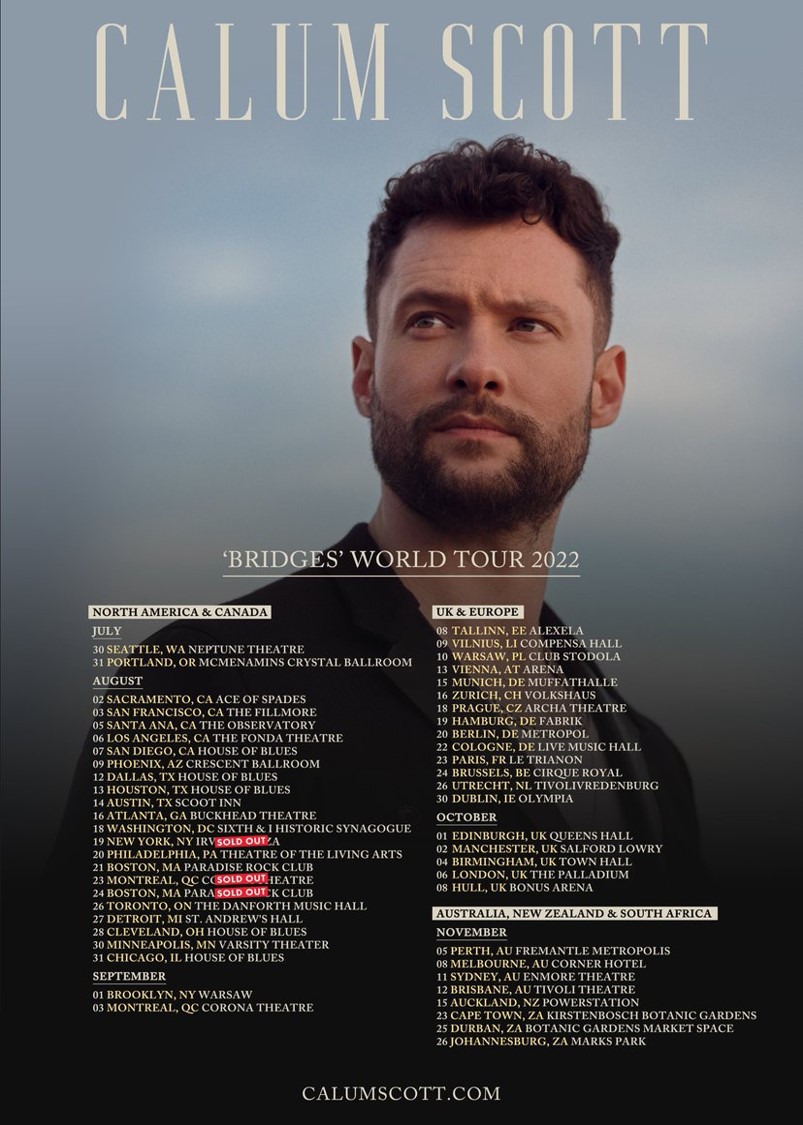 CALUM SCOTT
'BRIDGES' WORLD TOUR 2022
NORTH AMERICA & CANADA
JULY
30 SEATTLE, WA NEPTUNE THEATRE
31 PORTLAND, OR MCMENAMINS CRYSTAL BALLROOM
AUGUST
02 SACRAMENTO, CA ACE OF SPADES
03 SAN FRANCISCO, CA THE FILLMORE
05 SANTA ANA, CA THE OBSERVATORY
06 LOS ANGELES, CA THE FONDA THEATRE
07 SAN DIEGO, CA HOUSE OF BLUES
09 PHOENIX, AZ CRESCENT BALLROOM
12 DALLAS, TX HOUSE OF BLUES
13 HOUSTON, TX HOUSE OF BLUES
14 AUSTIN, TX SCOOT INN
16 ATLANTA, GA BUCKHEAD THEATRE
18 WASHINGTON, DC SIXTH & I HISTORIC SYNAGOGUE
19 NEW YORK, NY SOLD OUT
20 PHILADELPHIA, PA THEATRE OF THE LIVING ARTS
21 BOSTON, MA PARADISE ROCK CLUB
23 MONTREAL, QC SOLD OUT
24 BOSTON, MA SOLD OUT CLUB
26 TORONTO, ON THE DANFORTH MUSIC HALL
27 DETROIT, MI ST. ANDREW'S HALL
28 CLEVELAND, OH HOUSE OF BLUES
30 MINNEAPOLIS, MN VARSITY THEATER
31 CHICAGO, IL HOUSE OF BLUES
SEPTEMBER
01 BROOKLYN, NY WARSAW
03 MONTREAL, QC CORONA THEATRE
UK & EUROPE
08 TALLINN, EE ALEXELA
09 VILNIUS, LI COMPENSA HALL
10 WARSAW, PL CLUB STODOLA
13 VIENNA, AT ARENA
15 MUNICH, DE MUFFATHALLE
16 ZURICH, CH VOLKSHAUS
18 PRAGUE, CZ ARCHA THEATRE
19 HAMBURG, DE FABRIK
20 BERLIN, DE METROPOL
22 COLOGNE, DE LIVE MUSIC HALL
23 PARIS, FR LE TRIANON
24 BRUSSELS, BE CIRQUE ROYAL
26 UTRECHT, NL TIVOLIVREDENBURG
30 DUBLIN, IE OLYMPIA
OCTOBER
01 EDINBURGH, UK QUEENS HALL
02 MANCHESTER, UK SALFORD LOWRY
04 BIRMINGHAM, UK TOWN HALL
06 LONDON, UK THE PALLADIUM
08 HULL, UK BONUS ARENA
AUSTRALIA, NEW ZEALAND & SOUTH AFRICA
NOVEMBER
05 PERTH, AU FREMANTLE METROPOLIS
08 MELBOURNE, AU CORNER HOTEL
11 SYDNEY, AU ENMORE THEATRE
12 BRISBANE, AU TIVOLI THEATRE
15 AUCKLAND, NZ POWERSTATION
23 CAPE TOWN, ZA KIRSTENBOSCH BOTANIC GARDENS
25 DURBAN, ZA BOTANIC GARDENS MARKET SPACE
26 JOHANNESBURG, ZA MARKS PARK
CALUMSCOTT.COM